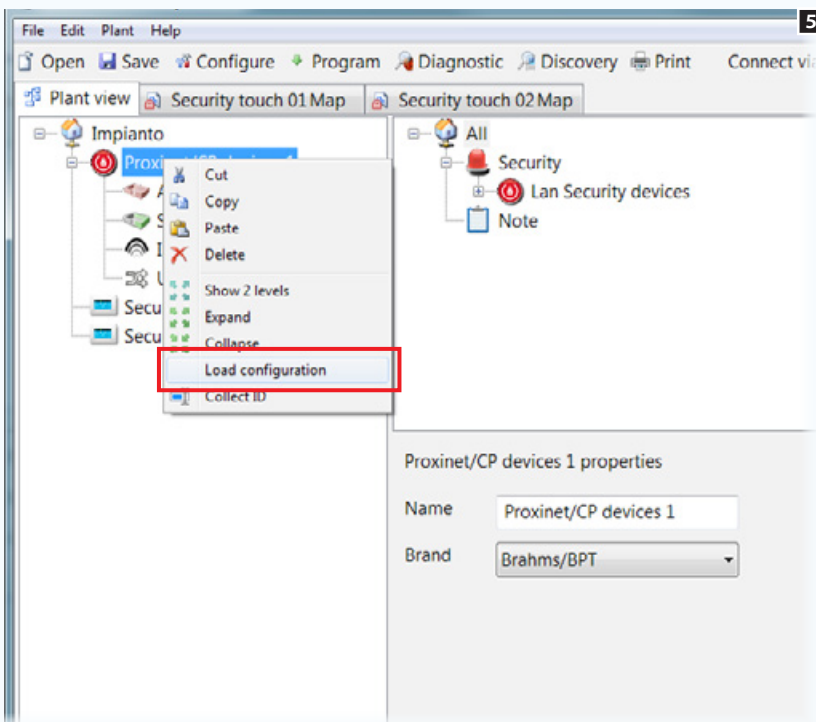 5
File Edit Plant Help
Open Save Configure Program Diagnostic Discovery Print Connect
Plant view Security touch 01 Map Security touch 02 Map
Impianto
Cut
Copy
Paste
Delete
Show 2 levels
Expand
Collapse
Load configuration
Collect ID
All
Security
Lan Security devices
Note
Proxinet/CP devices 1 properties
Name Proxinet/CP devices 1
Brand Brahms/BPT